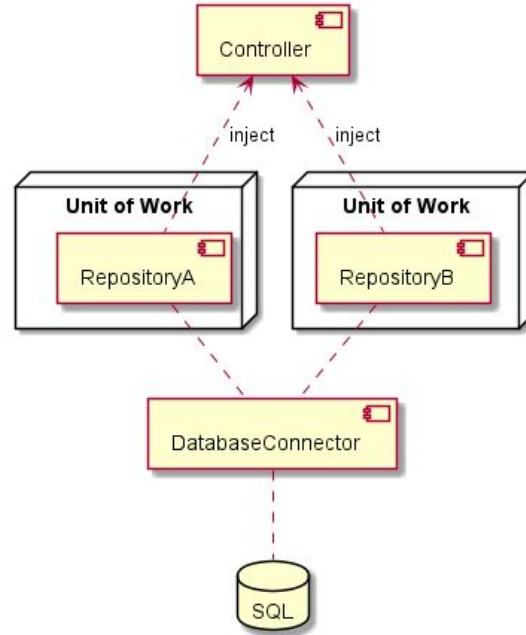 Controller
inject
inject
Unit of Work
Unit of Work
RepositoryA
RepositoryB
DatabaseConnector
SQL